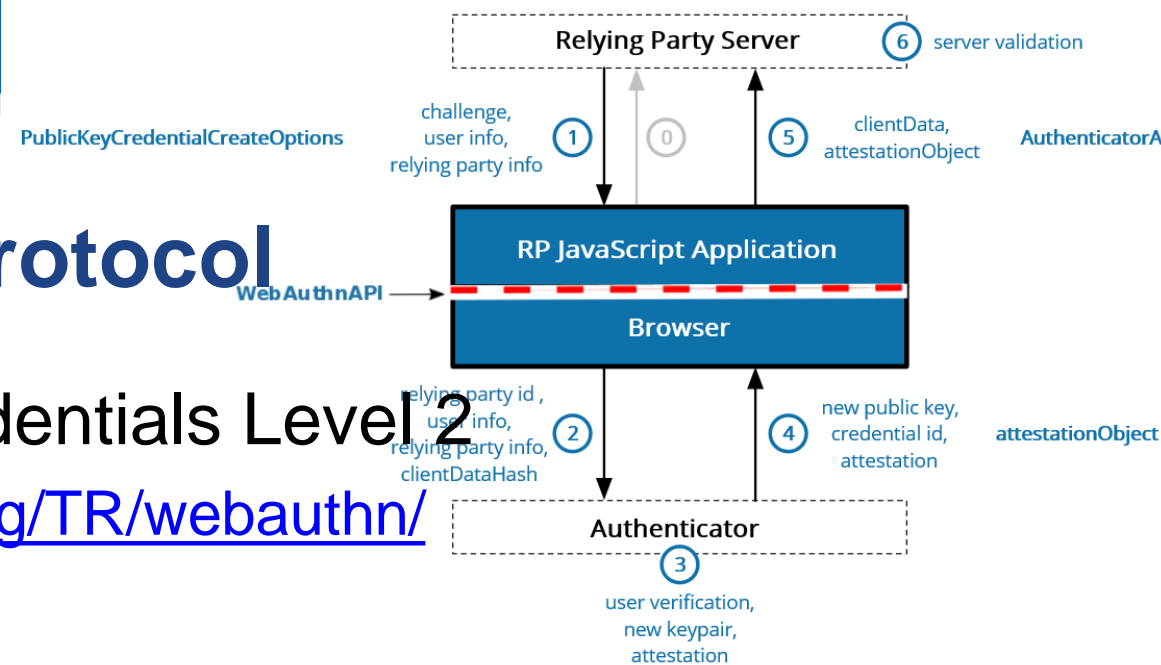 Relying Party Server
6
server validation
PublicKeyCredentialCreateOptions
challenge,
user info,
relying party info
1
0
5
clientData,
attestationObject
AuthenticatorA
RP JavaScript Application
rotocol
WebAuthnAPI
Browser
dentials Level 2
relying party id ,
user info,
relying party info,
clientDataHash
2
4
new public key,
credential id,
attestation
attestationObject
g/TR/webauthn/
Authenticator
3
user verification,
new keypair,
attestation